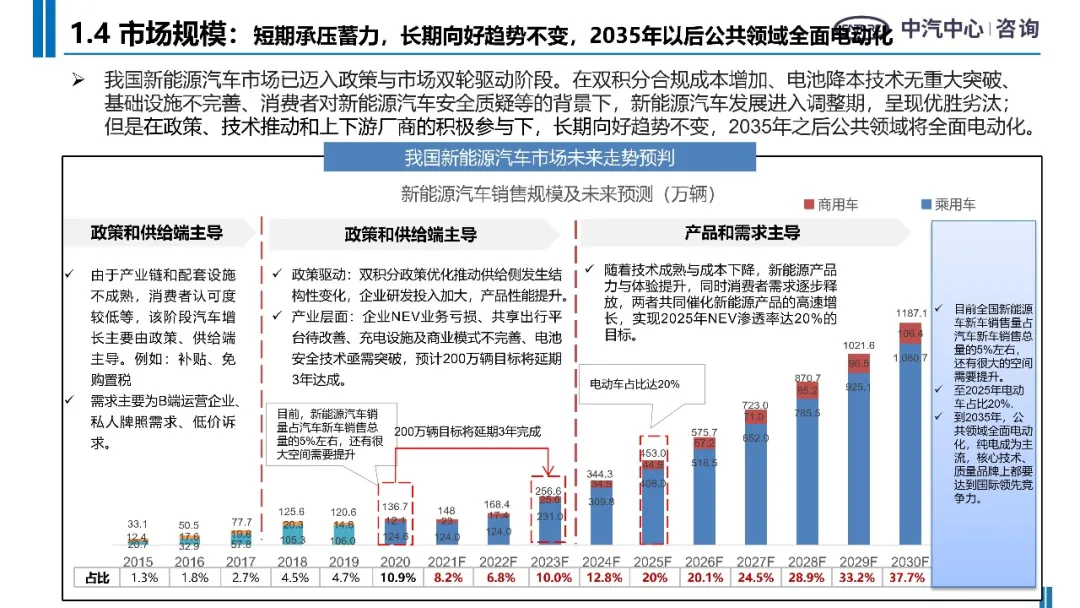 1.4 市场规模：短期承压蓄力，长期向好趋势不变，2035年以后公共领域全面电动化
中汽中心 | 咨询
➢ 我国新能源汽车市场已迈入政策与市场双轮驱动阶段。在双积分合规成本增加、电池降本技术无重大突破、
基础设施不完善、消费者对新能源汽车安全质疑等的背景下，新能源汽车发展进入调整期，呈现优胜劣汰；
但是在政策、技术推动和上下游厂商的积极参与下，长期向好趋势不变，2035年之后公共领域将全面电动化。
我国新能源汽车市场未来走势预判
新能源汽车销售规模及未来预测（万辆）
商用车 乘用车
政策和供给端主导
✓ 由于产业链和配套设施
不成熟，消费者认可度
较低等，该阶段汽车增
长主要由政策、供给端
主导。例如：补贴、免
购置税
✓ 需求主要为B端运营企业、
私人牌照需求、低价诉
求。
政策和供给端主导
✓ 政策驱动：双积分政策优化推动供给侧发生结
构性变化，企业研发投入加大，产品性能提升。
✓ 产业层面：企业NEV业务亏损、共享出行平
台待改善、充电设施及商业模式不完善、电池
安全技术亟需突破，预计200万辆目标将延期
3年达成。
目前，新能源汽车销
量占汽车新车销售总
量的5%左右，还有很
大空间需要提升
200万辆目标将延期3年完成
产品和需求主导
✓ 随着技术成熟与成本下降，新能源产品
力与体验提升，同时消费者需求逐步释
放，两者共同催化新能源产品的高速增
长，实现2025年NEV渗透率达20%的
目标。
电动车占比达20%
✓ 目前全国新能源
车新车销售量占
汽车新车销售总
量的5%左右，
还有很大的空间
需要提升。
✓ 至2025年电动
车占比20%.
✓ 到2035年，公
共领域全面电动
化，纯电成为主
流，核心技术、
质量品牌上都要
达到国际领先竞
争力。
33.1 50.5 77.7 125.6 120.6 136.7 148 168.4 256.6 344.3 453.0 575.7 723.0 870.7 1021.6 1187.1
12.4 17.6 19.8 20.3 14.6 12.1 23 17.4 25.6 34.5 44.9 57.2 71.0 85.2 96.5 106.4
20.7 32.9 57.8 105.3 106.0 124.6 124.0 124.0 231.0 309.8 408.0 518.5 652.0 785.5 925.1 1,080.7
2015 2016 2017 2018 2019 2020 2021F 2022F 2023F 2024F 2025F 2026F 2027F 2028F 2029F 2030F
占比 1.3% 1.8% 2.7% 4.5% 4.7% 10.9% 8.2% 6.8% 10.0% 12.8% 20% 20.1% 24.5% 28.9% 33.2% 37.7%